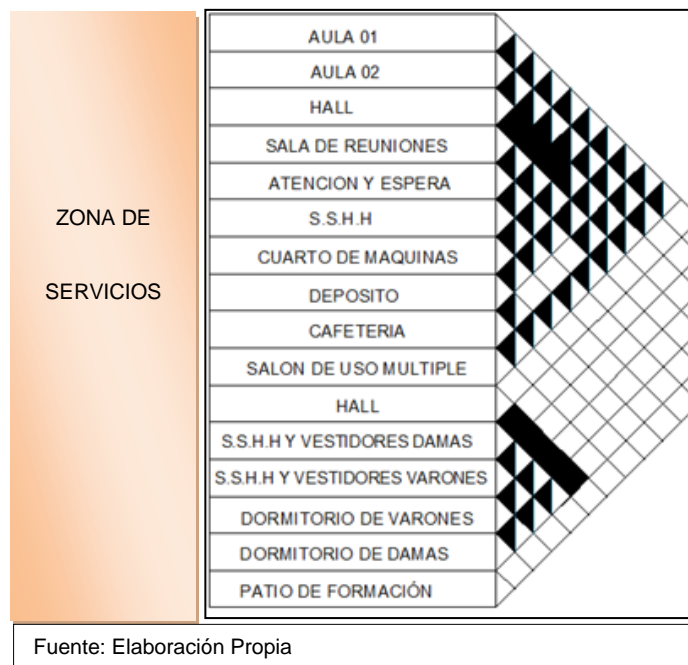 ZONA DE
SERVICIOS
AULA 01
AULA 02
HALL
SALA DE REUNIONES
ATENCION Y ESPERA
S.S.H.H
CUARTO DE MAQUINAS
DEPOSITO
CAFETERIA
SALON DE USO MULTIPLE
HALL
S.S.H.H Y VESTIDORES DAMAS
S.S.H.H Y VESTIDORES VARONES
DORMITORIO DE VARONES
DORMITORIO DE DAMAS
PATIO DE FORMACIÓN
Fuente: Elaboración Propia